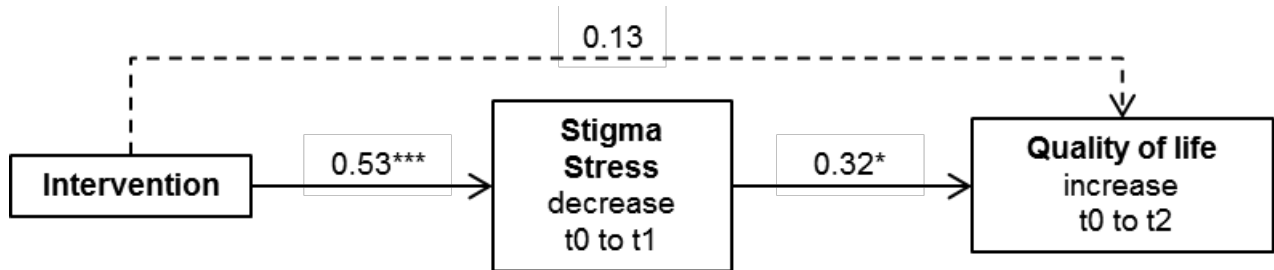 0.13
Intervention
0.53***
Stigma
Stress
decrease
t0 to t1
0.32*
Quality of life
increase
t0 to t2